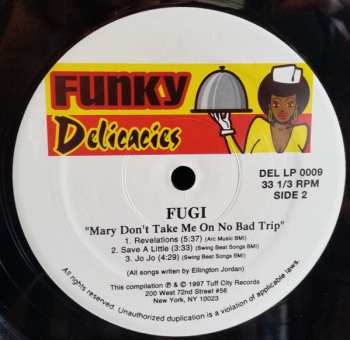 FUNKY
Delicacies
DEL LP 0009
33 1/3 RPM
SIDE 2
FUGI
"Mary Don't Take Me On No Bad Trip"
1. Revelations (5:37) (Arc Music BMI)
2. Save A Little (3:33) (Swing Beat Songs BMI)
3. Jo Jo (4:29) (Swing Beat Songs BMI)
(All songs writen by Ellington Jordan)
This compilation ℗ & © 1997 Tuff City Records
200 West 72nd Street #56
New York, NY 10023
All rights reserved. Unauthorized duplication is a violation of applicable laws.